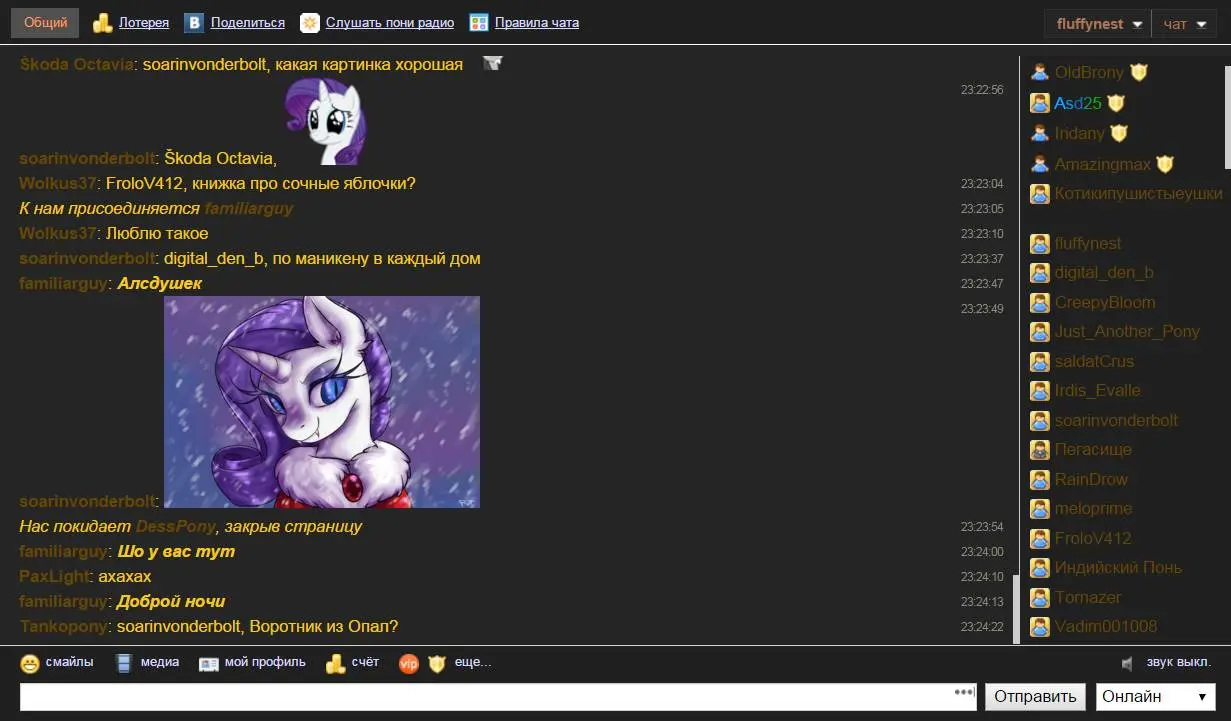 Общий Лотерея Поделиться Слушать пони радио Правила чата fluffynest чат
Škoda Octavia: soarinvonderbolt, какая картинка хорошая
23:22:56
soarinvonderbolt: Škoda Octavia,
Wolkus37: FroloV412, книжка про сочные яблочки? 23:23:04
К нам присоединяется familiarguy 23:23:05
Wolkus37: Люблю такое 23:23:10
soarinvonderbolt: digital_den_b, по маникену в каждый дом 23:23:37
familiarguy: Алсдушек 23:23:47
23:23:49
soarinvonderbolt:
Нас покидает DessPony, закрыв страницу 23:23:54
familiarguy: Шо у вас тут 23:24:00
PaxLight: ахахах 23:24:10
familiarguy: Доброй ночи 23:24:13
Tankopony: soarinvonderbolt, Воротник из Опал? 23:24:22
OldBrony
Asd25
Iridany
Amazingmax
Котикипушистыеушки
fluffynest
digital_den_b
CreepyBloom
Just_Another_Pony
saldatCrus
Irdis_Evalle
soarinvonderbolt
Пегасище
RainDrow
meloprime
FroloV412
Индийский Понь
Tornazer
Vadim001008
смайлы медиа мой профиль счёт vip еще... звук выкл.
Отправить Онлайн